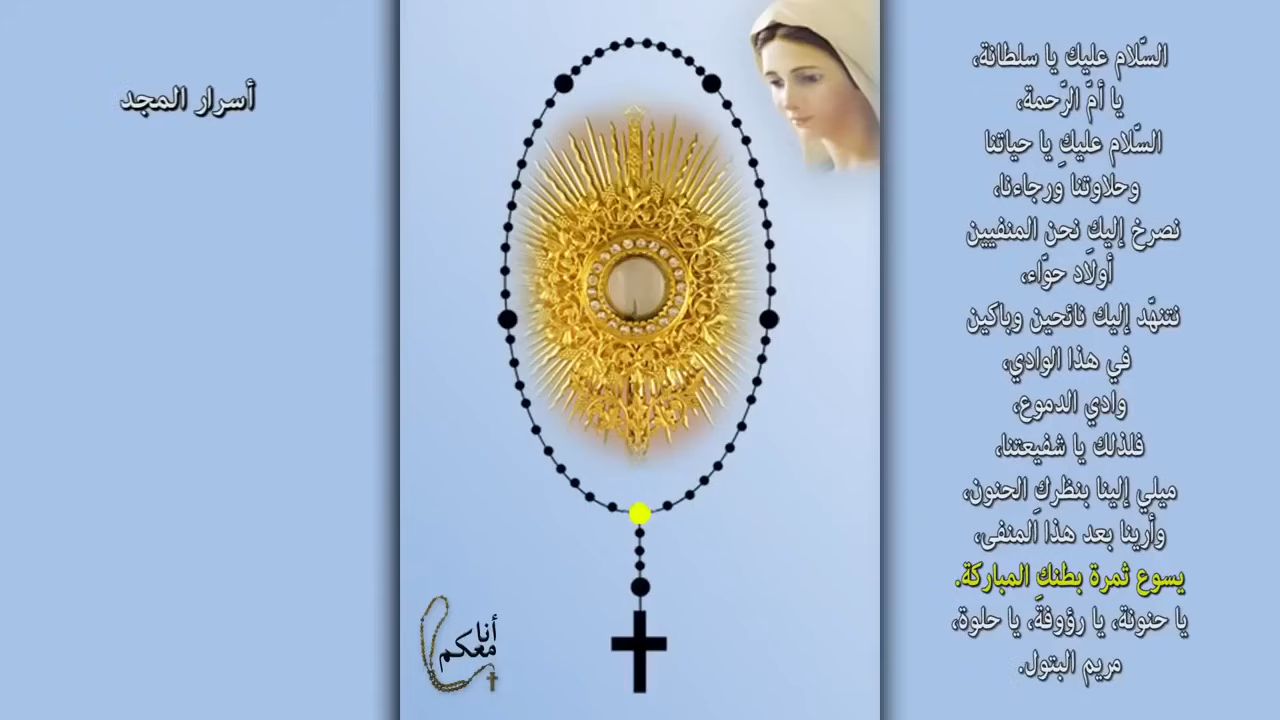 أسرار المجد
السّلام عليك يا سلطانة،
يا أمّ الرّحمة،
السّلام عليكِ يا حياتنا
وحلاوتنا ورجاءنا،
نصرخ إليكِ نحن المنفيين
أولاد حوّاء،
نتنهّد إليك نائحين وباكين
في هذا الوادي،
وادي الدموع،
فلذلك يا شفيعتنا،
ميلي إلينا بنظركِ الحنون،
وأرينا بعد هذا المنفى،
يسوع ثمرة بطنكِ المباركة.
يا حنونة، يا رؤوفة، يا حلوة،
مريم البتول.
أنا
معكم